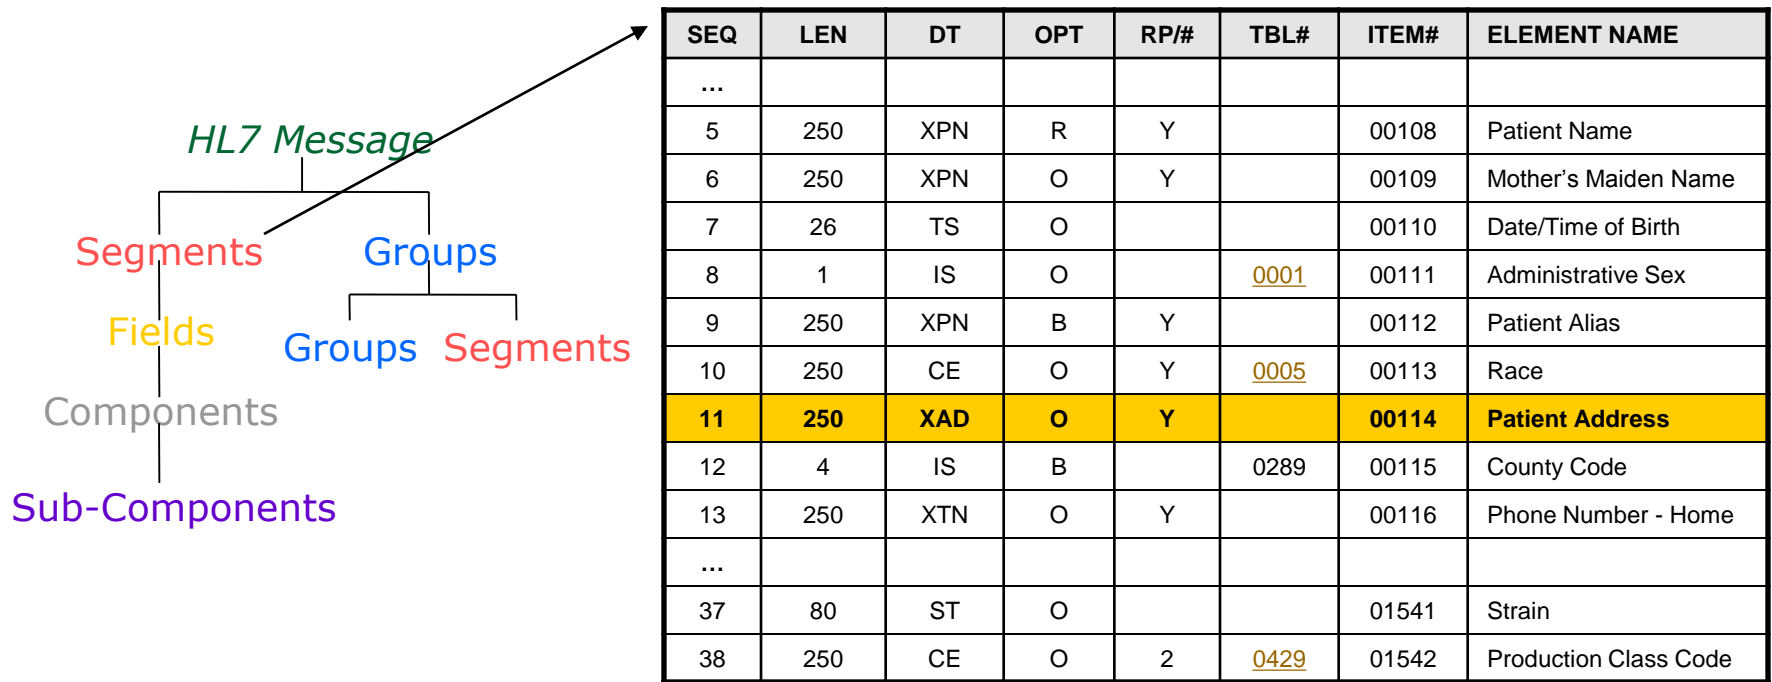 HL7 Message
Segments Groups
Fields
Groups Segments
Components
Sub-Components
SEQ LEN DT OPT RP/# TBL# ITEM# ELEMENT NAME
...
5 250 XPN R Y 00108 Patient Name
6 250 XPN O Y 00109 Mother’s Maiden Name
7 26 TS O 00110 Date/Time of Birth
8 1 IS O 0001 00111 Administrative Sex
9 250 XPN B Y 00112 Patient Alias
10 250 CE O Y 0005 00113 Race
11 250 XAD O Y 00114 Patient Address
12 4 IS B 0289 00115 County Code
13 250 XTN O Y 00116 Phone Number - Home
...
37 80 ST O 01541 Strain
38 250 CE O 2 0429 01542 Production Class Code